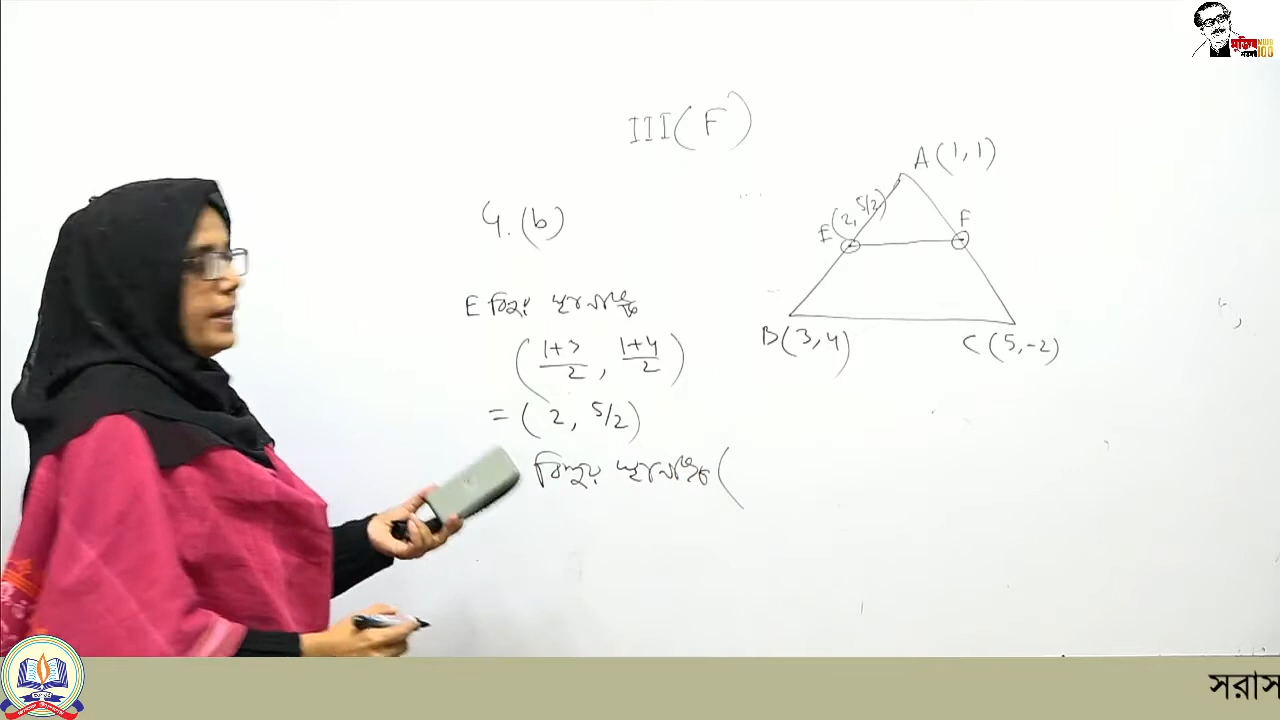 III(F)
A(1,1)
4.(b)
E(2, 5/2)
F
E বিন্দুর স্থানাঙ্ক
B(3,4)
C(5,-2)
(1+3/2, 1+4/2)
= (2, 5/2)
বিন্দুর স্থানাঙ্ক (
সরাস